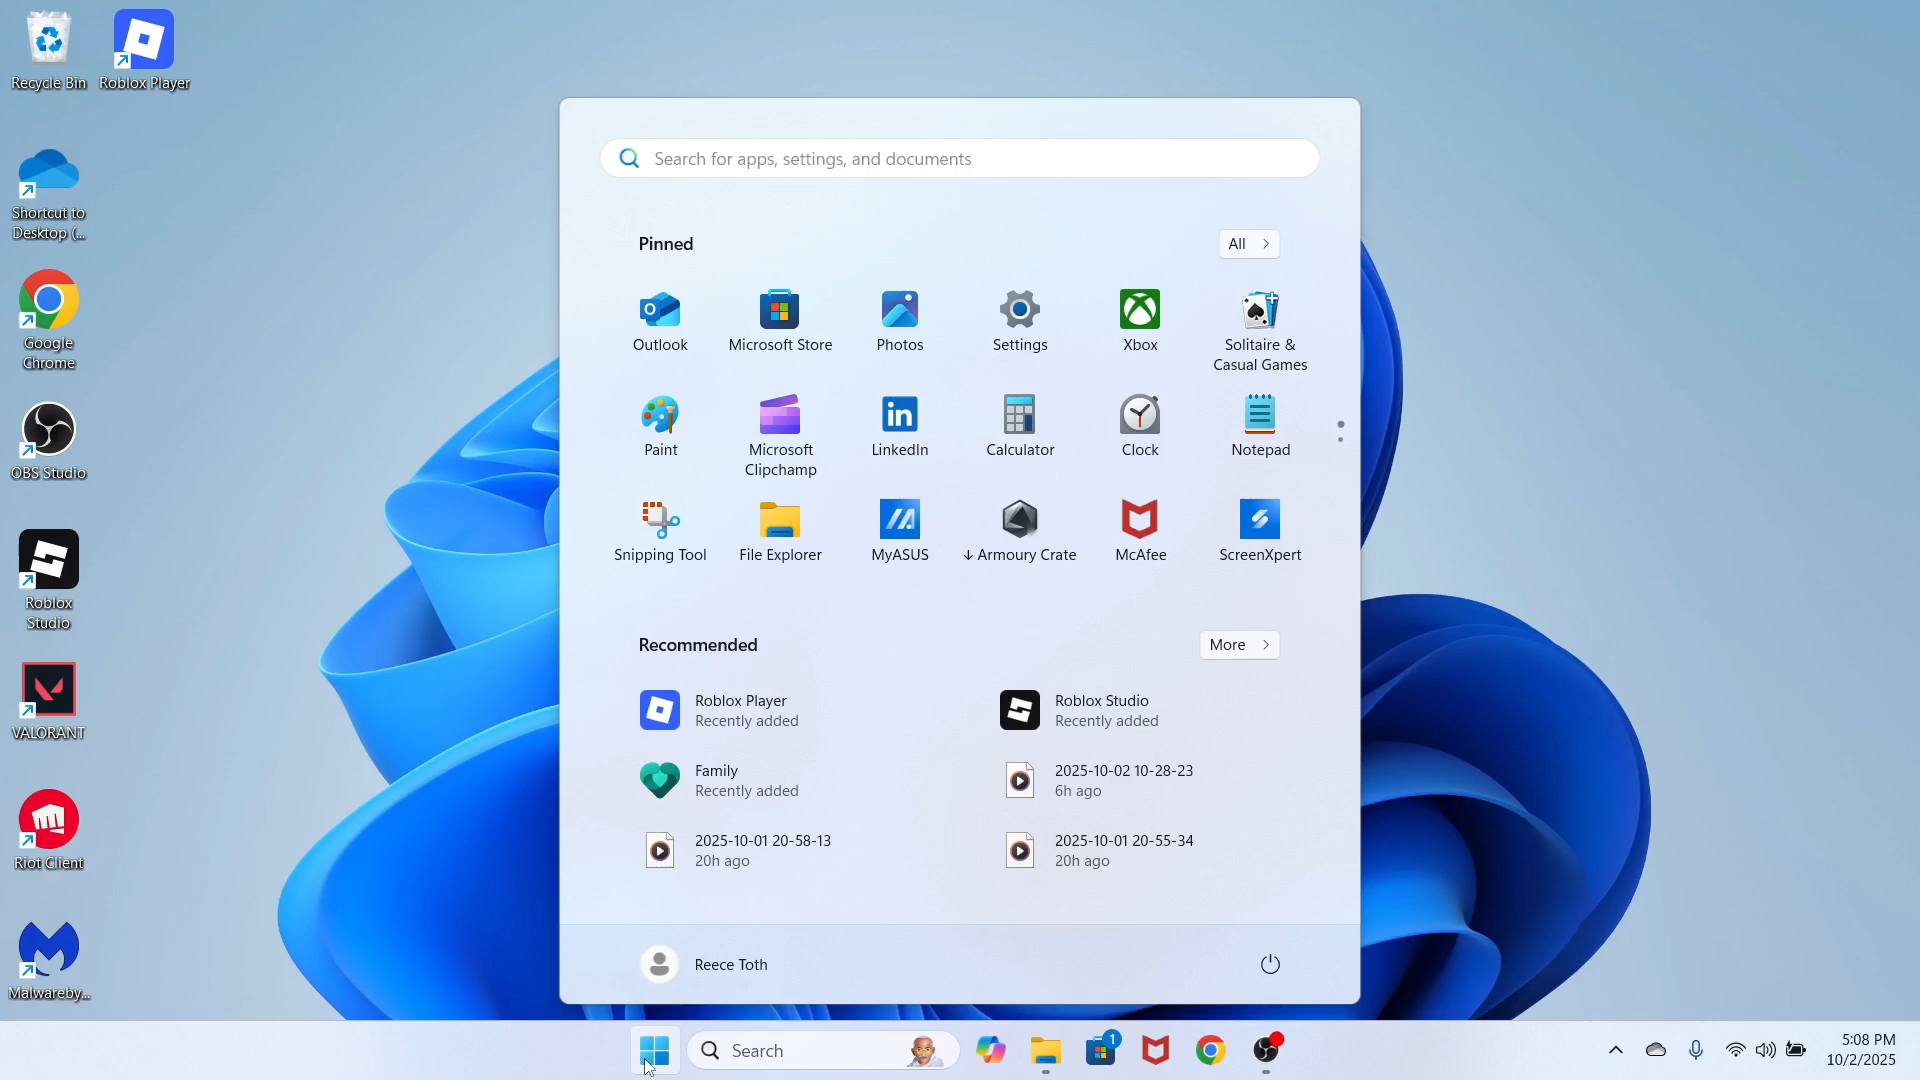 Recycle Bin
Roblox Player
Shortcut to
Desktop (...
Google
Chrome
OBS Studio
Roblox
Studio
VALORANT
Riot Client
Malwareby...
Search for apps, settings, and documents
Pinned
All
Outlook
Microsoft Store
Photos
Settings
Xbox
Solitaire &
Casual Games
Paint
Microsoft
Clipchamp
LinkedIn
Calculator
Clock
Notepad
Snipping Tool
File Explorer
MyASUS
↓ Armoury Crate
McAfee
ScreenXpert
Recommended
More
Roblox Player
Recently added
Roblox Studio
Recently added
Family
Recently added
2025-10-02 10-28-23
6h ago
2025-10-01 20-58-13
20h ago
2025-10-01 20-55-34
20h ago
Reece Toth
Search
1
5:08 PM
10/2/2025